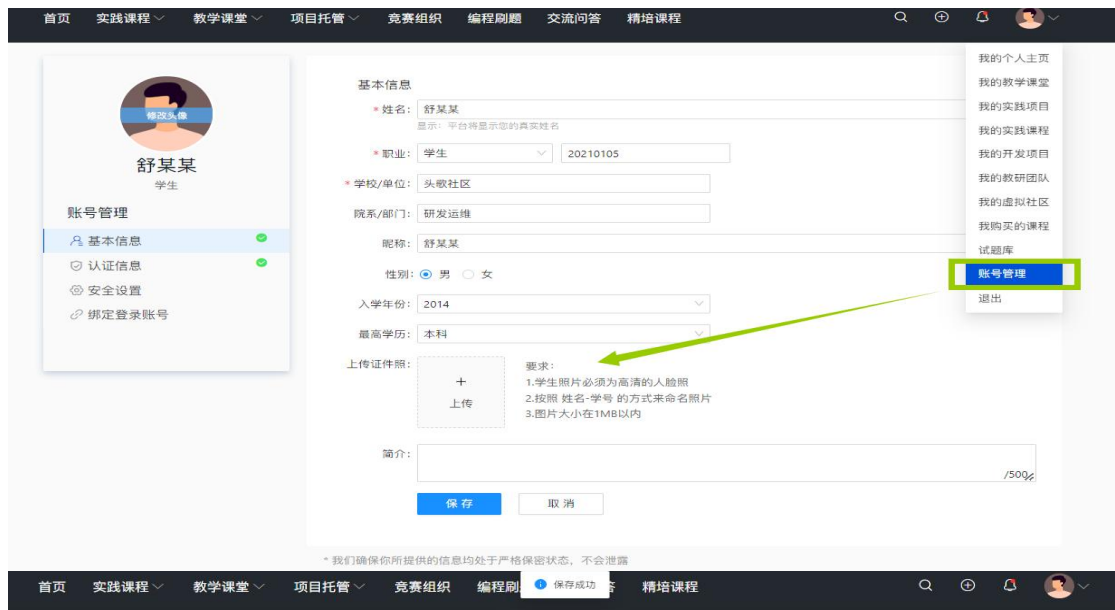 首页 实践课程 教学课堂 项目托管 竞赛组织 编程刷题 交流问答 精培课程
我的个人主页
我的教学课堂
我的实践项目
我的实践课程
我的开发项目
我的教研团队
我的虚拟社区
我购买的课程
试题库
账号管理
退出
修改头像
舒某某
学生
账号管理
基本信息
认证信息
安全设置
绑定登录账号
基本信息
* 姓名: 舒某某
显示: 平台将显示您的真实姓名
* 职业: 学生 20210105
* 学校/单位: 头歌社区
院系/部门: 研发运维
昵称: 舒某某
性别: 男 女
入学年份: 2014
最高学历: 本科
上传证件照:
+
上传
要求:
1.学生照片必须为高清的人脸照
2.按照 姓名-学号 的方式来命名照片
3.图片大小在1MB以内
简介:
/500
保存 取消
* 我们确保你所提供的信息均处于严格保密状态，不会泄露
首页 实践课程 教学课堂 项目托管 竞赛组织 编程刷 保存成功 答 精培课程